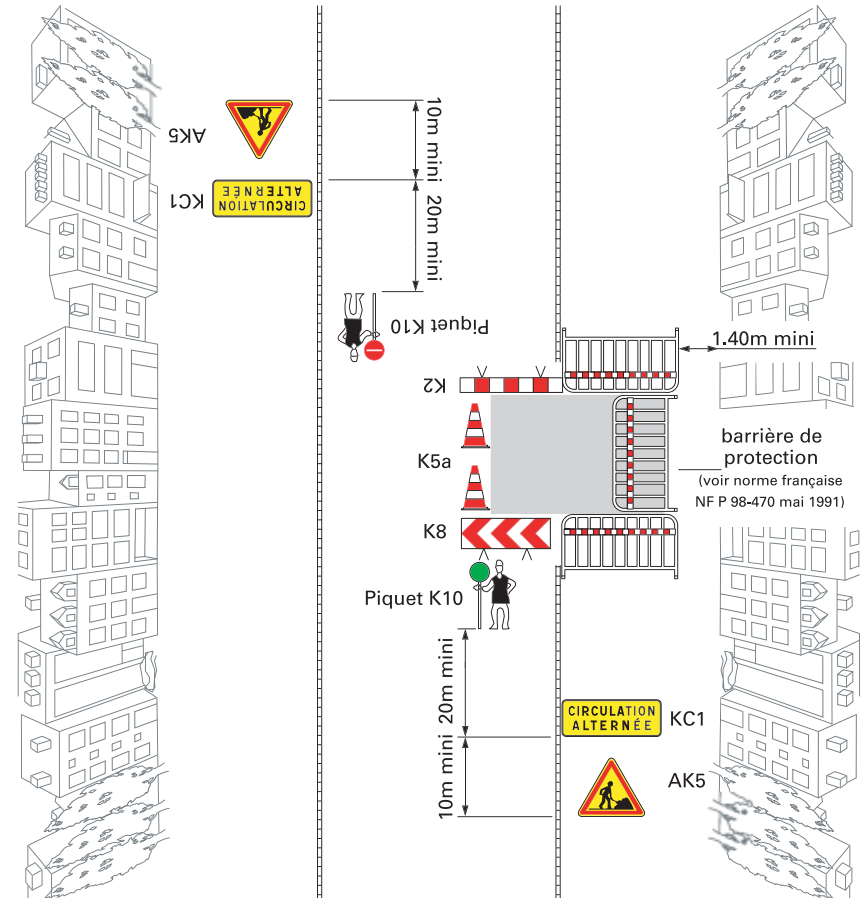 AK5
10m mini
KC1
CIRCULATION
ALTERNÉE
20m mini
Piquet K10
1.40m mini
K2
K5a
barrière de
protection
(voir norme française
NF P 98-470 mai 1991)
K8
Piquet K10
20m mini
CIRCULATION
ALTERNÉE
KC1
10m mini
AK5